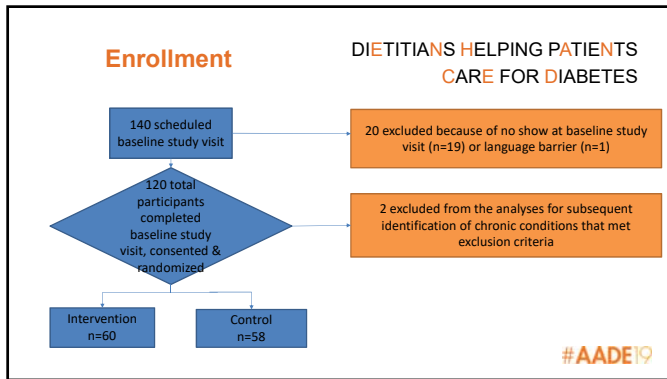 Enrollment
DIETITIANS HELPING PATIENTS
CARE FOR DIABETES
140 scheduled
baseline study visit
20 excluded because of no show at baseline study
visit (n=19) or language barrier (n=1)
120 total
participants
completed
baseline study
visit, consented &
randomized
2 excluded from the analyses for subsequent
identification of chronic conditions that met
exclusion criteria
Intervention
n=60
Control
n=58
#AADE19